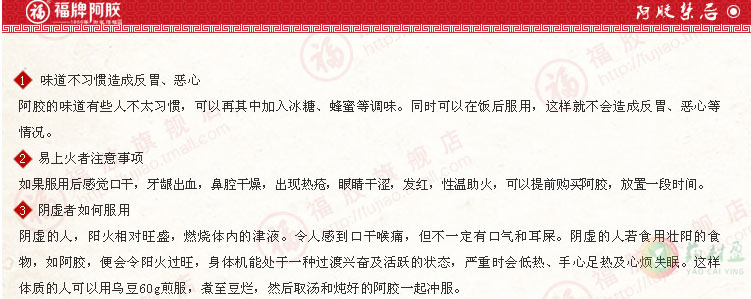 福牌阿胶
阿胶禁忌
1 味道不习惯造成反胃、恶心
阿胶的味道有些人不太习惯，可以再其中加入冰糖、蜂蜜等调味。同时可以在饭后服用，这样就不会造成反胃、恶心等
情况。
2 易上火者注意事项
如果服用后感觉口干，牙龈出血，鼻腔干燥，出现热疮，眼睛干涩，发红，性温助火，可以提前购买阿胶，放置一段时间。
3 阴虚者如何服用
阴虚的人，阳火相对旺盛，燃烧体内的津液。令人感到口干喉痛，但不一定有口气和耳屎。阴虚的人若食用壮阳的食
物，如阿胶，便会令阳火过旺，身体机能处于一种过渡兴奋及活跃的状态，严重时会低热、手心足热及心烦失眠。这样
体质的人可以用乌豆60g煎服，煮至豆烂，然后取汤和炖好的阿胶一起冲服。
YAO CAI YING